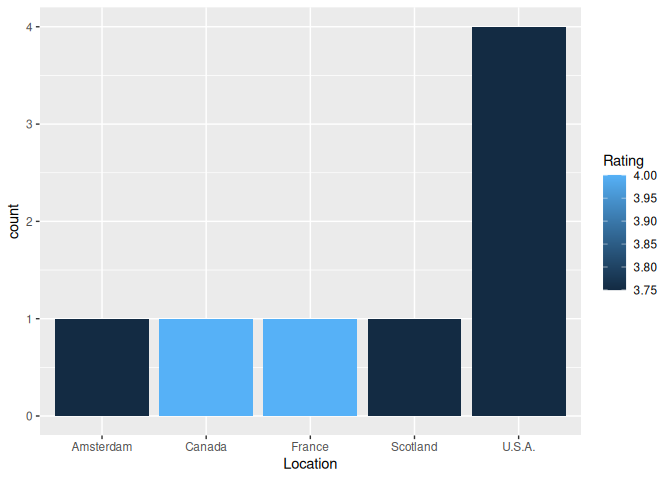 4
3
2
1
0
count
Amsterdam
Canada
France
Scotland
U.S.A.
Location
Rating
4.00
3.95
3.90
3.85
3.80
3.75